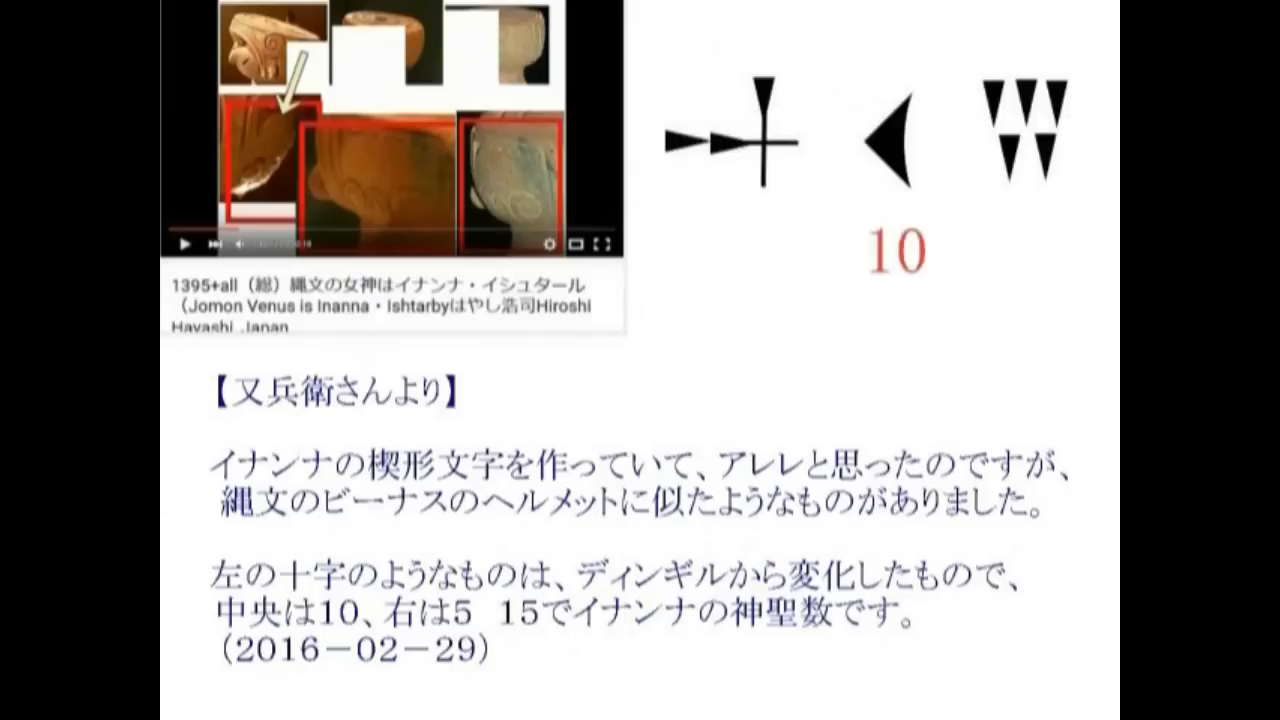 1395+all（総）縄文の女神はイナンナ・イシュタール
（Jomon Venus is Inanna・Ishtarbyはやし浩司Hiroshi
Hayashi, Japan
10
【又兵衛さんより】
イナンナの楔形文字を作っていて、アレレと思ったのですが、
縄文のビーナスのヘルメットに似たようなものがありました。
左の十字のようなものは、ディンギルから変化したもので、
中央は10、右は5　15でイナンナの神聖数です。
（2016－02－29）